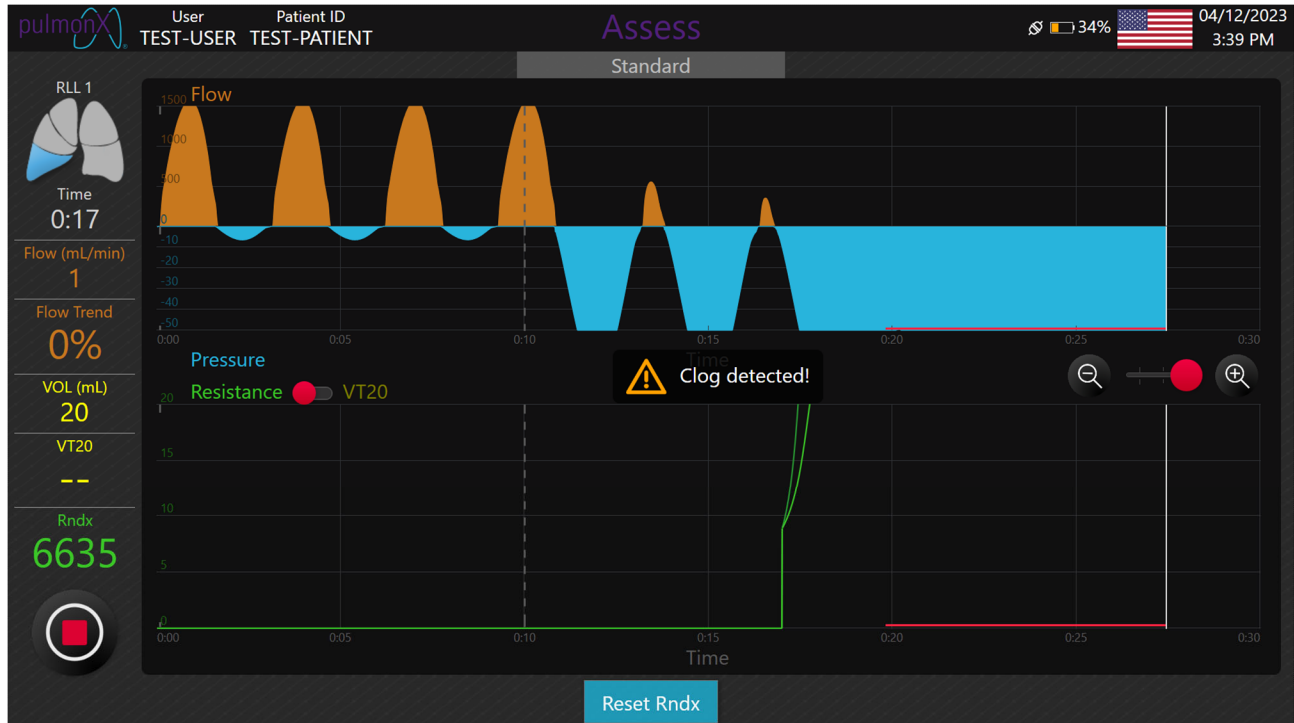 pulmonX
User
TEST-USER
Patient ID
TEST-PATIENT
Assess
34%
04/12/2023
3:39 PM
Standard
RLL 1
Time
0:17
Flow (mL/min)
1
Flow Trend
0%
VOL (mL)
20
VT20
--
Rndx
6635
Flow
1500
1000
500
0
-10
-20
-30
-40
-50
0:00 0:05 0:10 0:15 0:20 0:25 0:30
Time
Pressure
Clog detected!
Resistance VT20
20
15
10
5
0
0:00 0:05 0:10 0:15 0:20 0:25 0:30
Time
Reset Rndx